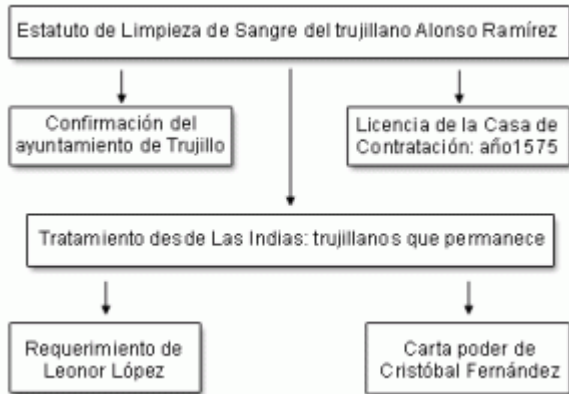 Estatuto de Limpieza de Sangre del trujillano Alonso Ramírez
Confirmación del
ayuntamiento de Trujillo
Licencia de la Casa de
Contratación: año1575
Tratamiento desde Las Indias: trujillanos que permanece
Requerimiento de
Leonor López
Carta poder de
Cristóbal Fernández